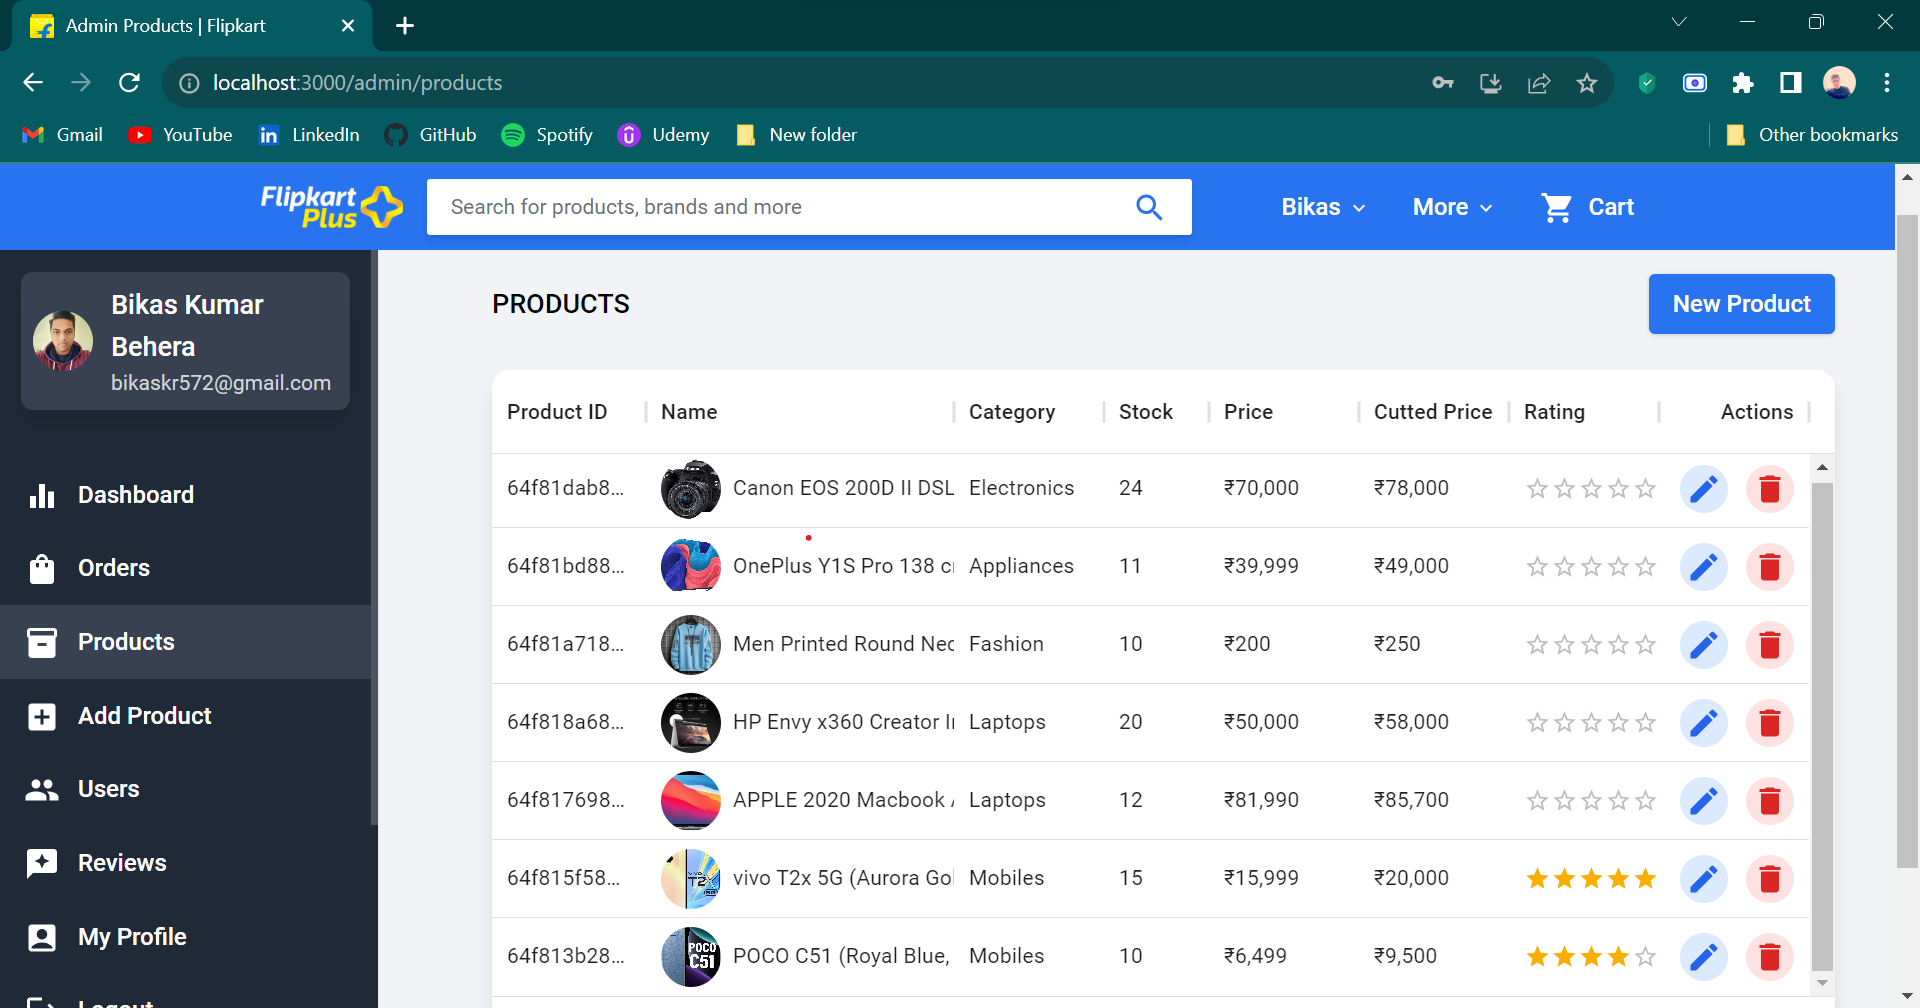 Admin Products | Flipkart
localhost:3000/admin/products
Gmail YouTube LinkedIn GitHub Spotify Udemy New folder Other bookmarks
Flipkart Plus Search for products, brands and more Bikas More Cart
Bikas Kumar Behera
bikaskr572@gmail.com
Dashboard
Orders
Products
Add Product
Users
Reviews
My Profile
Logout
PRODUCTS New Product
Product ID Name Category Stock Price Cutted Price Rating Actions
64f81dab8... Canon EOS 200D II DSL Electronics 24 ₹70,000 ₹78,000
64f81bd88... OnePlus Y1S Pro 138 c Appliances 11 ₹39,999 ₹49,000
64f81a718... Men Printed Round Nec Fashion 10 ₹200 ₹250
64f818a68... HP Envy x360 Creator Laptops 20 ₹50,000 ₹58,000
64f817698... APPLE 2020 Macbook Laptops 12 ₹81,990 ₹85,700
64f815f58... VIVO T2X vivo T2x 5G (Aurora Gol Mobiles 15 ₹15,999 ₹20,000
64f813b28... POCO C51 POCO C51 (Royal Blue, Mobiles 10 ₹6,499 ₹9,500